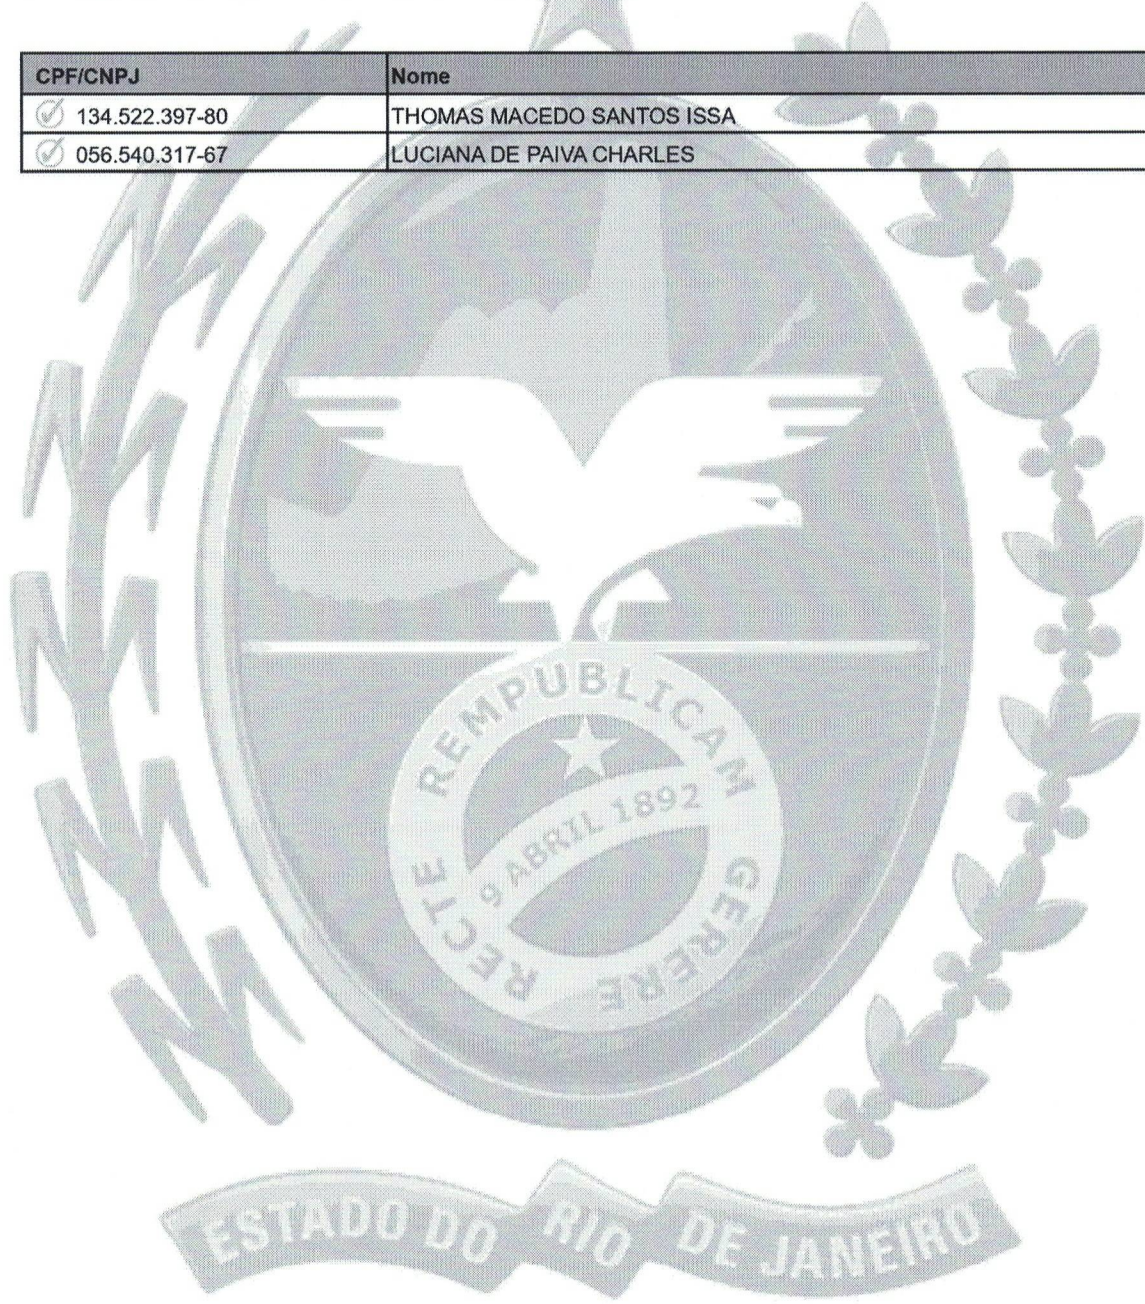 CPF/CNPJ Nome
134.522.397-80 THOMAS MACEDO SANTOS ISSA
056.540.317-67 LUCIANA DE PAIVA CHARLES
RECTE REMPUBLICAM GERERE
9 ABRIL 1892
ESTADO DO RIO DE JANEIRO